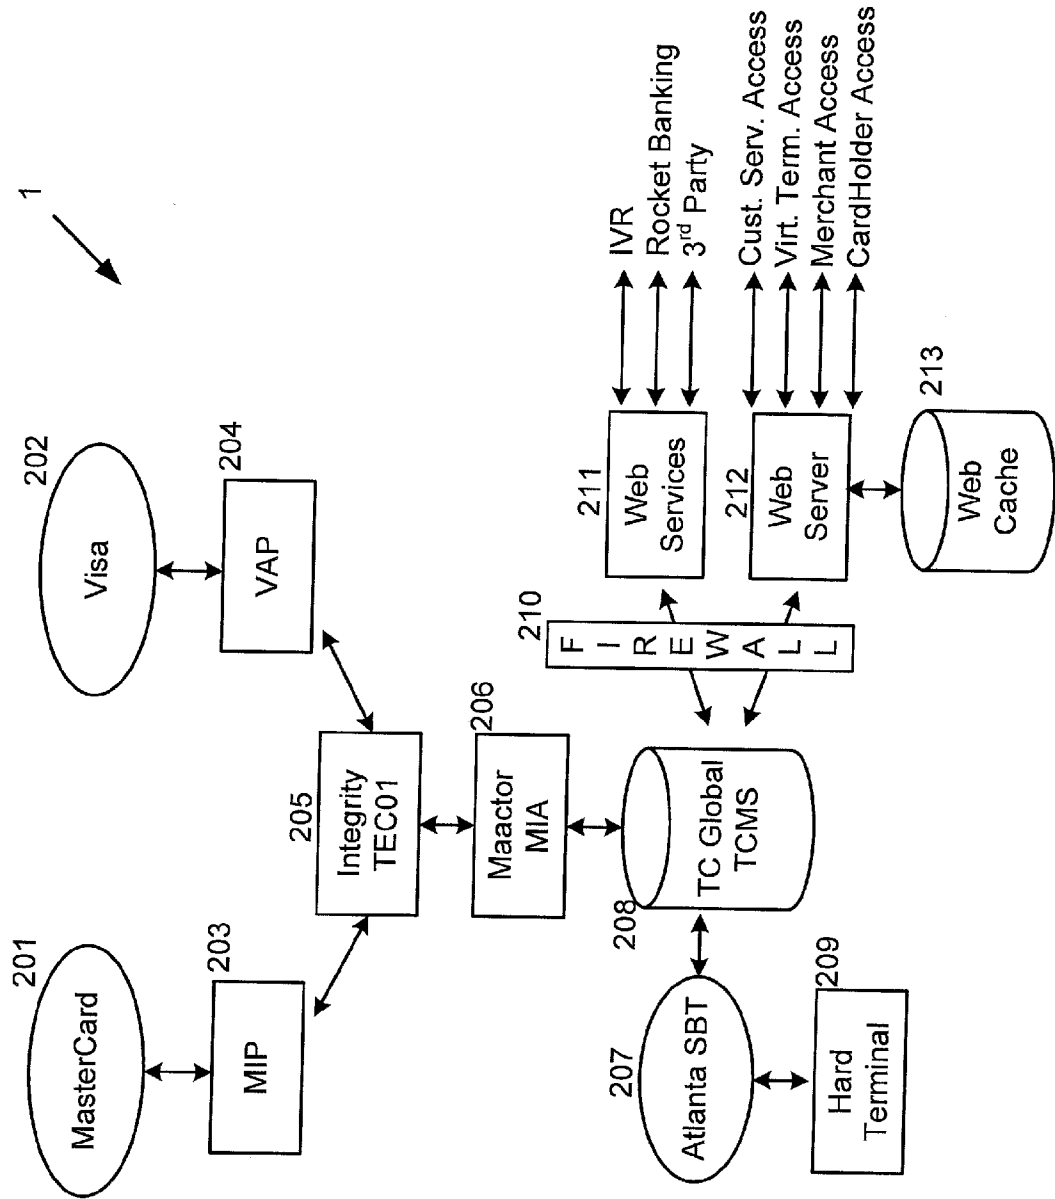 1
201
MasterCard
202
Visa
203
MIP
204
VAP
205
Integrity
TEC01
206
Maactor
MIA
207
Atlanta SBT
208
TC Global
TCMS
209
Hard
Terminal
210
FIREWALL
211
Web
Services
IVR
Rocket Banking
3rd Party
212
Web
Server
Cust. Serv. Access
Virt. Term. Access
Merchant Access
CardHolder Access
213
Web
Cache